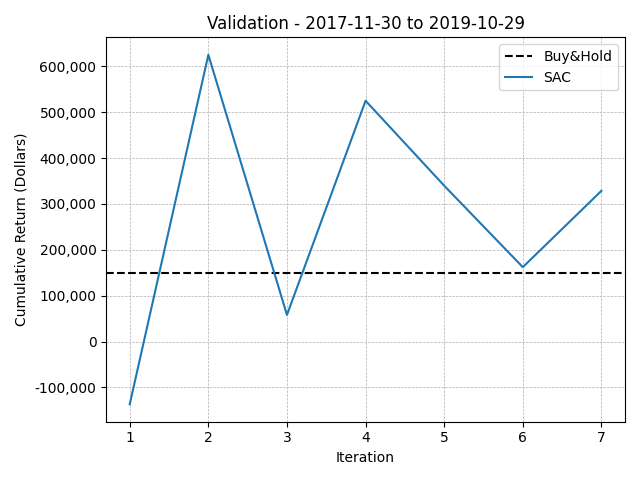 Validation - 2017-11-30 to 2019-10-29
Buy&Hold
SAC
Cumulative Return (Dollars)
600,000
500,000
400,000
300,000
200,000
100,000
0
-100,000
1 2 3 4 5 6 7
Iteration